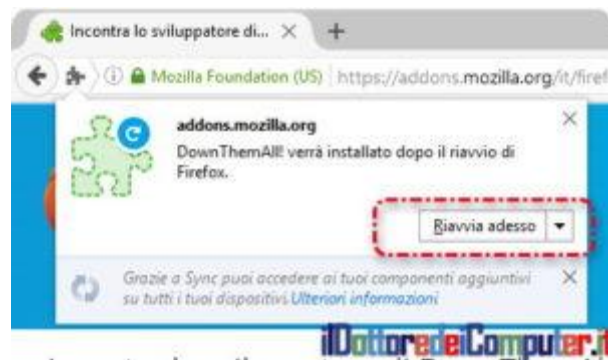 Incontra lo sviluppatore di...
Mozilla Foundation (US) https://addons.mozilla.org/it/firef
addons.mozilla.org
DownThemAll! verrà installato dopo il riavvio di
Firefox.
Riavvia adesso
Grazie a Sync puoi accedere ai tuoi componenti aggiuntivi
su tutti i tuoi dispositivi. Ulteriori informazioni
ilDottoredeiComputer.i